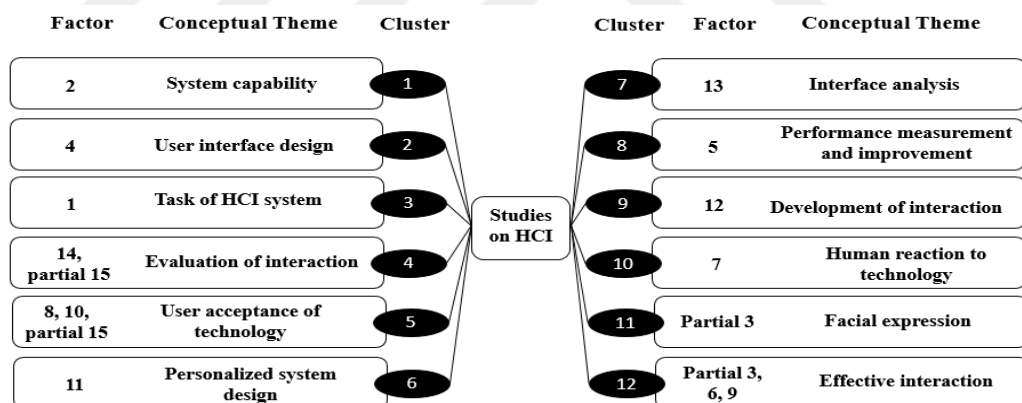 Factor Conceptual Theme Cluster
2 System capability 1
4 User interface design 2
1 Task of HCI system 3
14,
partial 15 Evaluation of interaction 4
8, 10,
partial 15 User acceptance of
technology 5
11 Personalized system
design 6
Studies
on HCI
Cluster Factor Conceptual Theme
7 13 Interface analysis
8 5 Performance measurement
and improvement
9 12 Development of interaction
10 7 Human reaction to
technology
11 Partial 3 Facial expression
12 Partial 3,
6, 9 Effective interaction